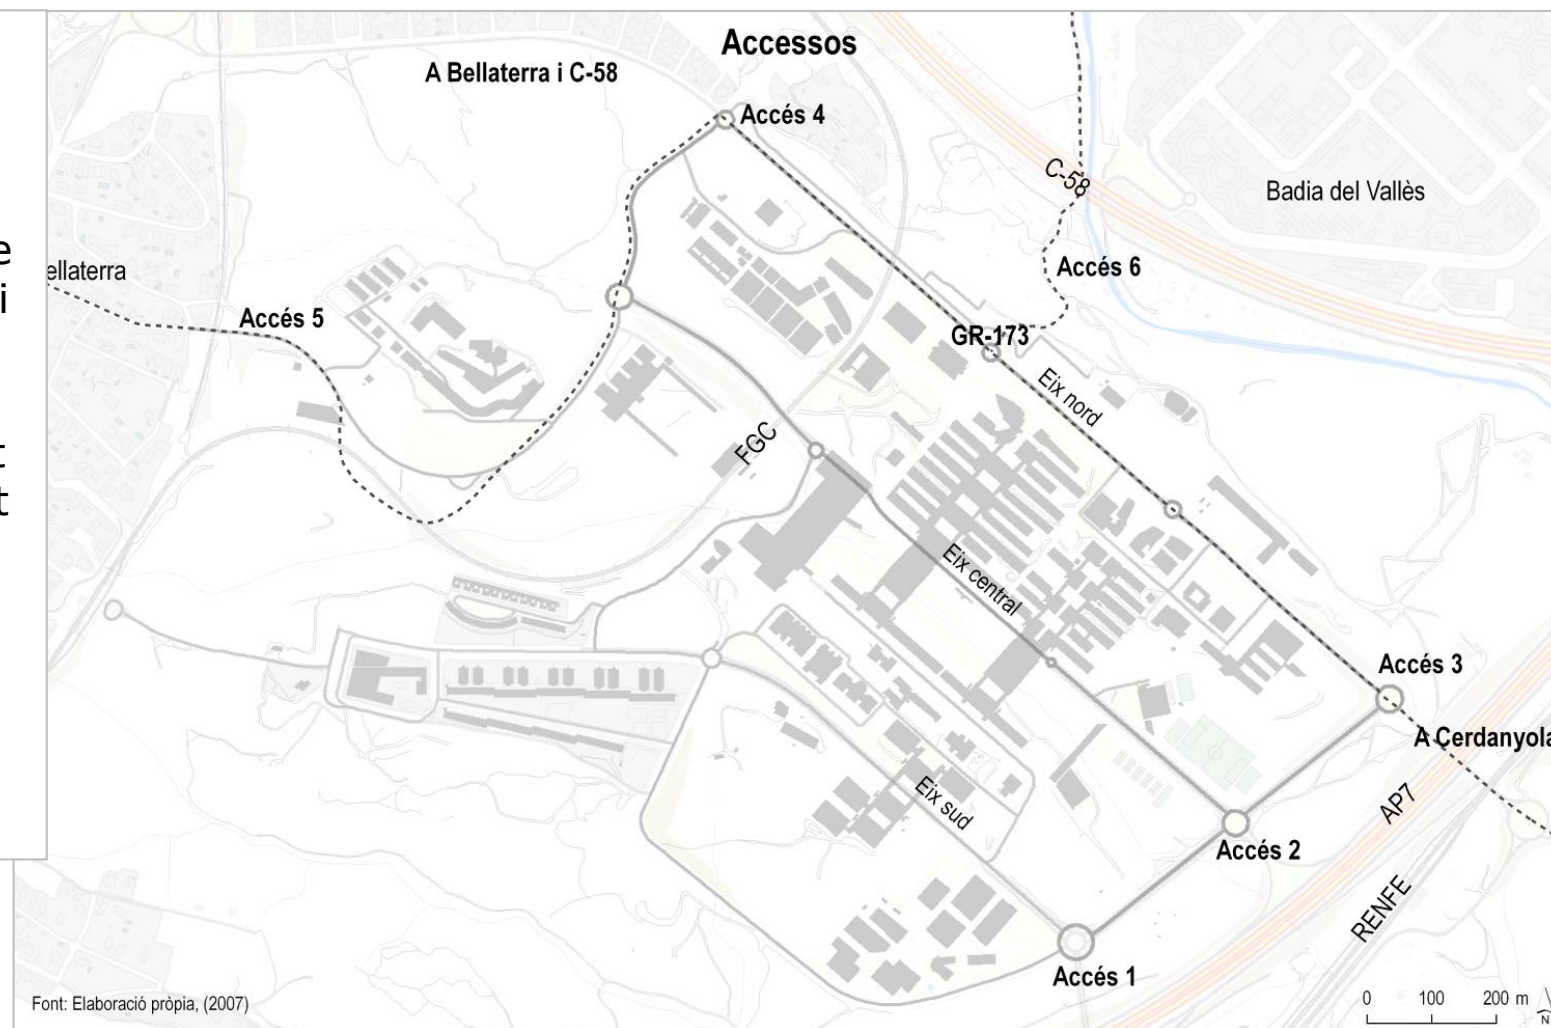 Accessos
A Bellaterra i C-58
Accés 4
C-58
Badia del Vallès
Accés 6
ellaterra
Accés 5
GR-173
Eix nord
FGC
Eix central
Accés 3
A Cerdanyola
AP7
Eix sud
Accés 2
RENFE
Accés 1
Font: Elaboració pròpia, (2007)
0 100 200 m
N
e
i
t
t